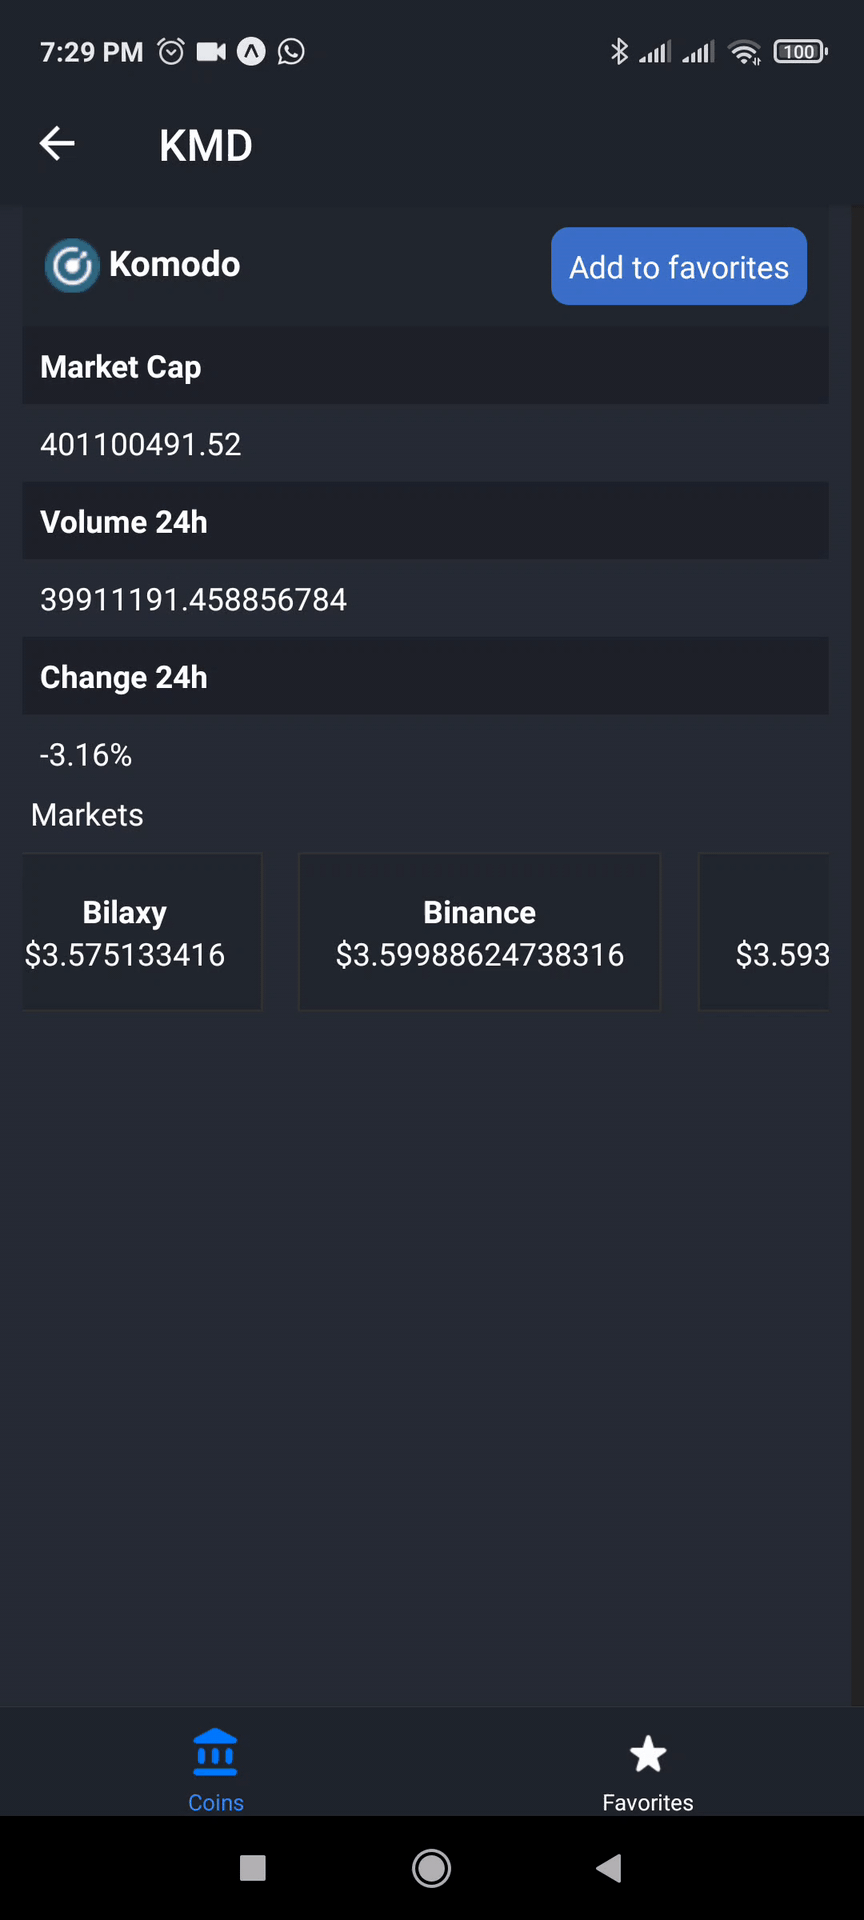 7:29 PM
100
KMD
Komodo
Add to favorites
Market Cap
401100491.52
Volume 24h
39911191.458856784
Change 24h
-3.16%
Markets
Bilaxy
Binance
$3.575133416
$3.59988624738316
$3.593
Coins
Favorites